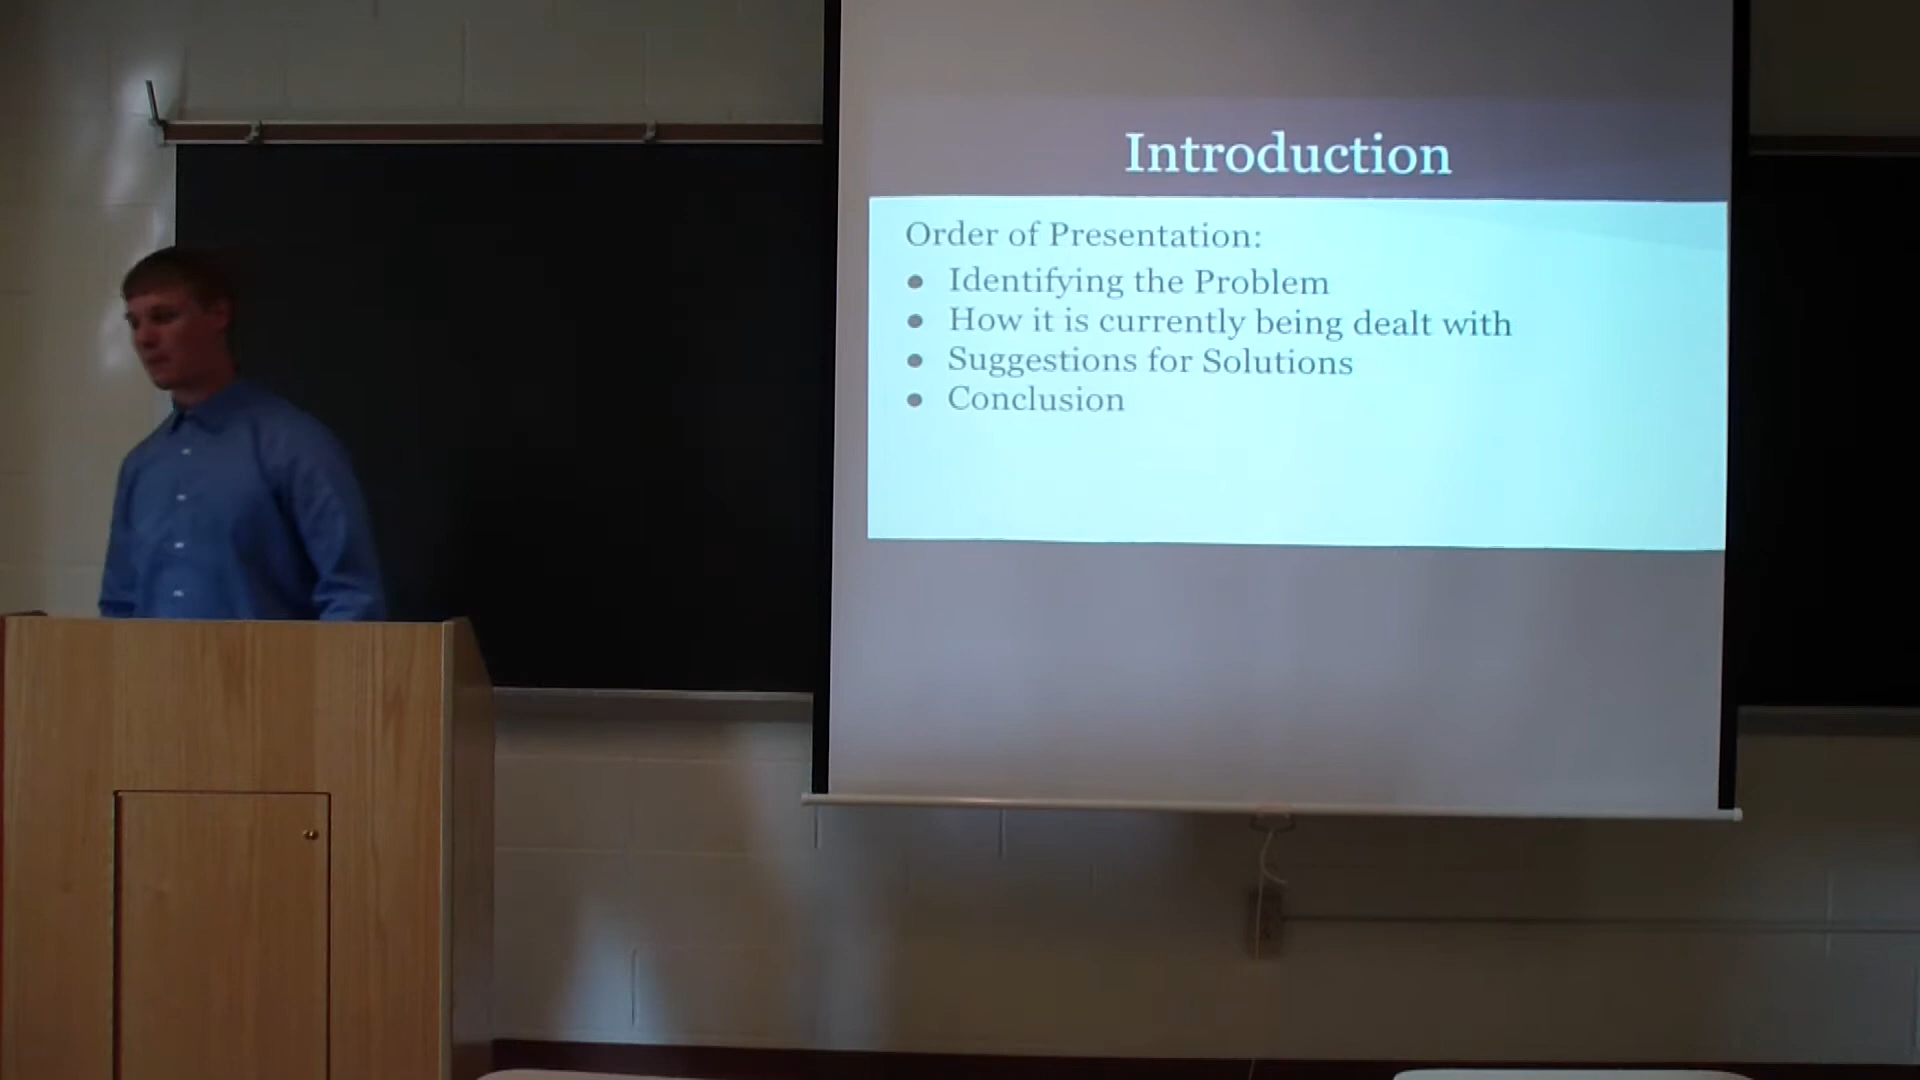 Introduction
Order of Presentation:
● Identifying the Problem
● How it is currently being dealt with
● Suggestions for Solutions
● Conclusion